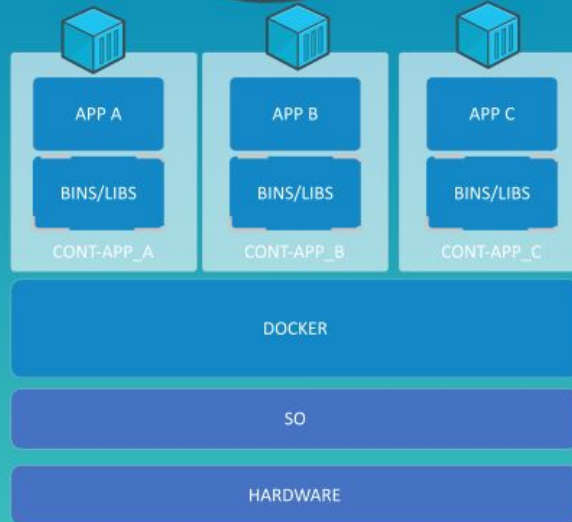 APP A
APP B
APP C
BINS/LIBS
BINS/LIBS
BINS/LIBS
CONT-APP_A
CONT-APP_B
CONT-APP_C
DOCKER
SO
HARDWARE